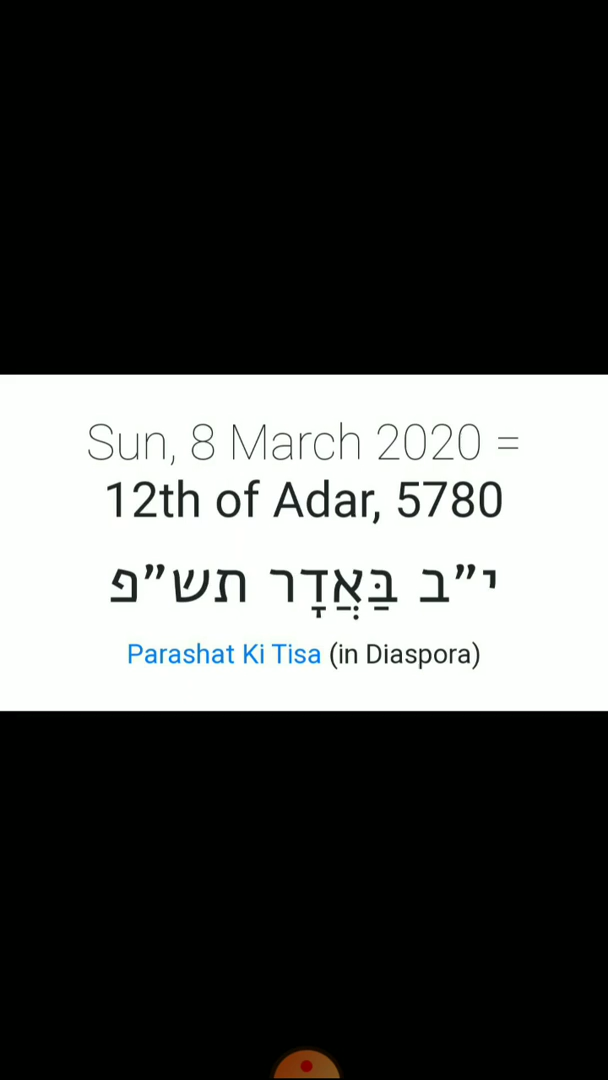 Sun, 8 March 2020 =
12th of Adar, 5780
י״ב בַּאֲדָר תש״פ
Parashat Ki Tisa (in Diaspora)